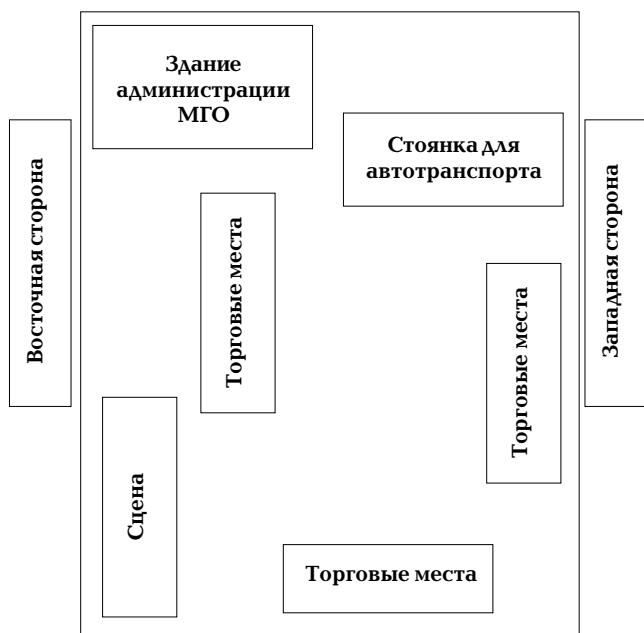 Здание
администрации
МГО
Стоянка для
автотранспорта
Восточная сторона
Торговые места
Западная сторона
Торговые места
Сцена
Торговые места